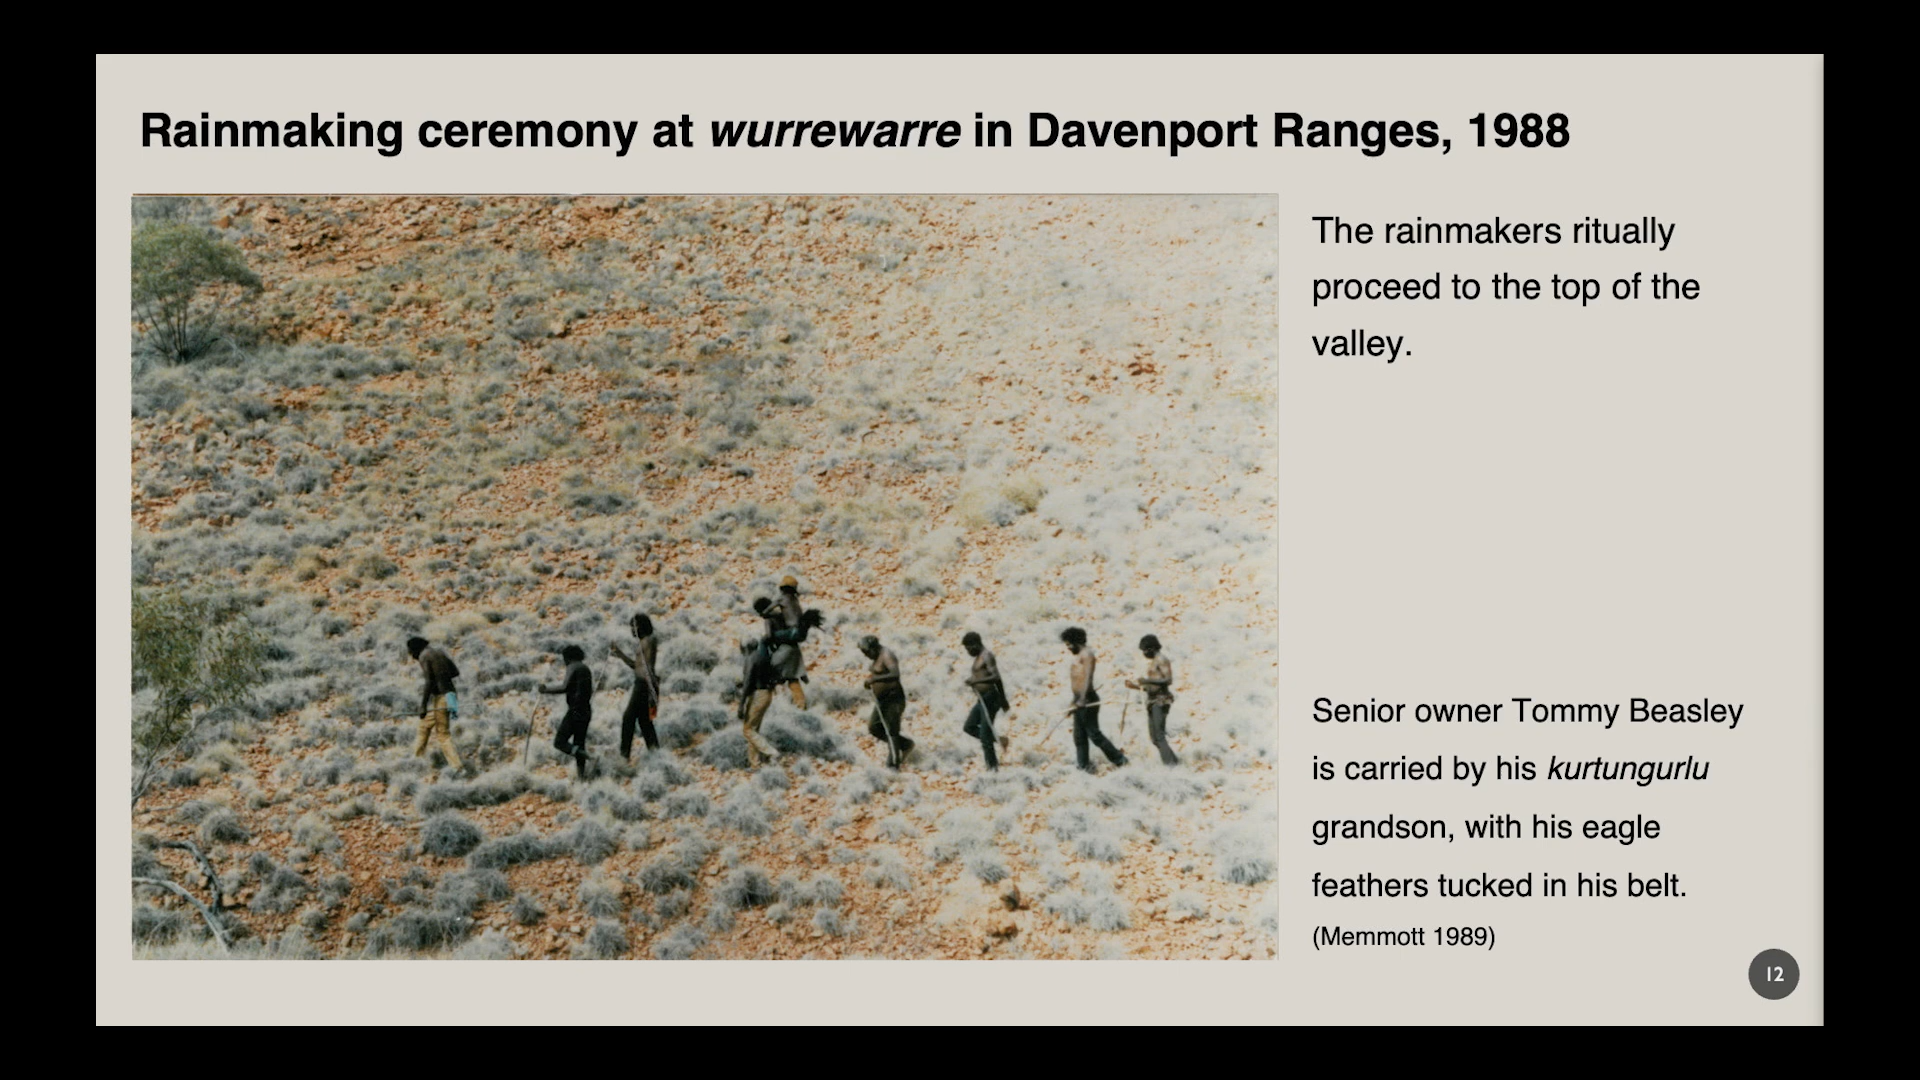 Rainmaking ceremony at wurrewarre in Davenport Ranges, 1988
The rainmakers ritually
proceed to the top of the
valley.
Senior owner Tommy Beasley
is carried by his kurtungurlu
grandson, with his eagle
feathers tucked in his belt.
(Memmott 1989)
12